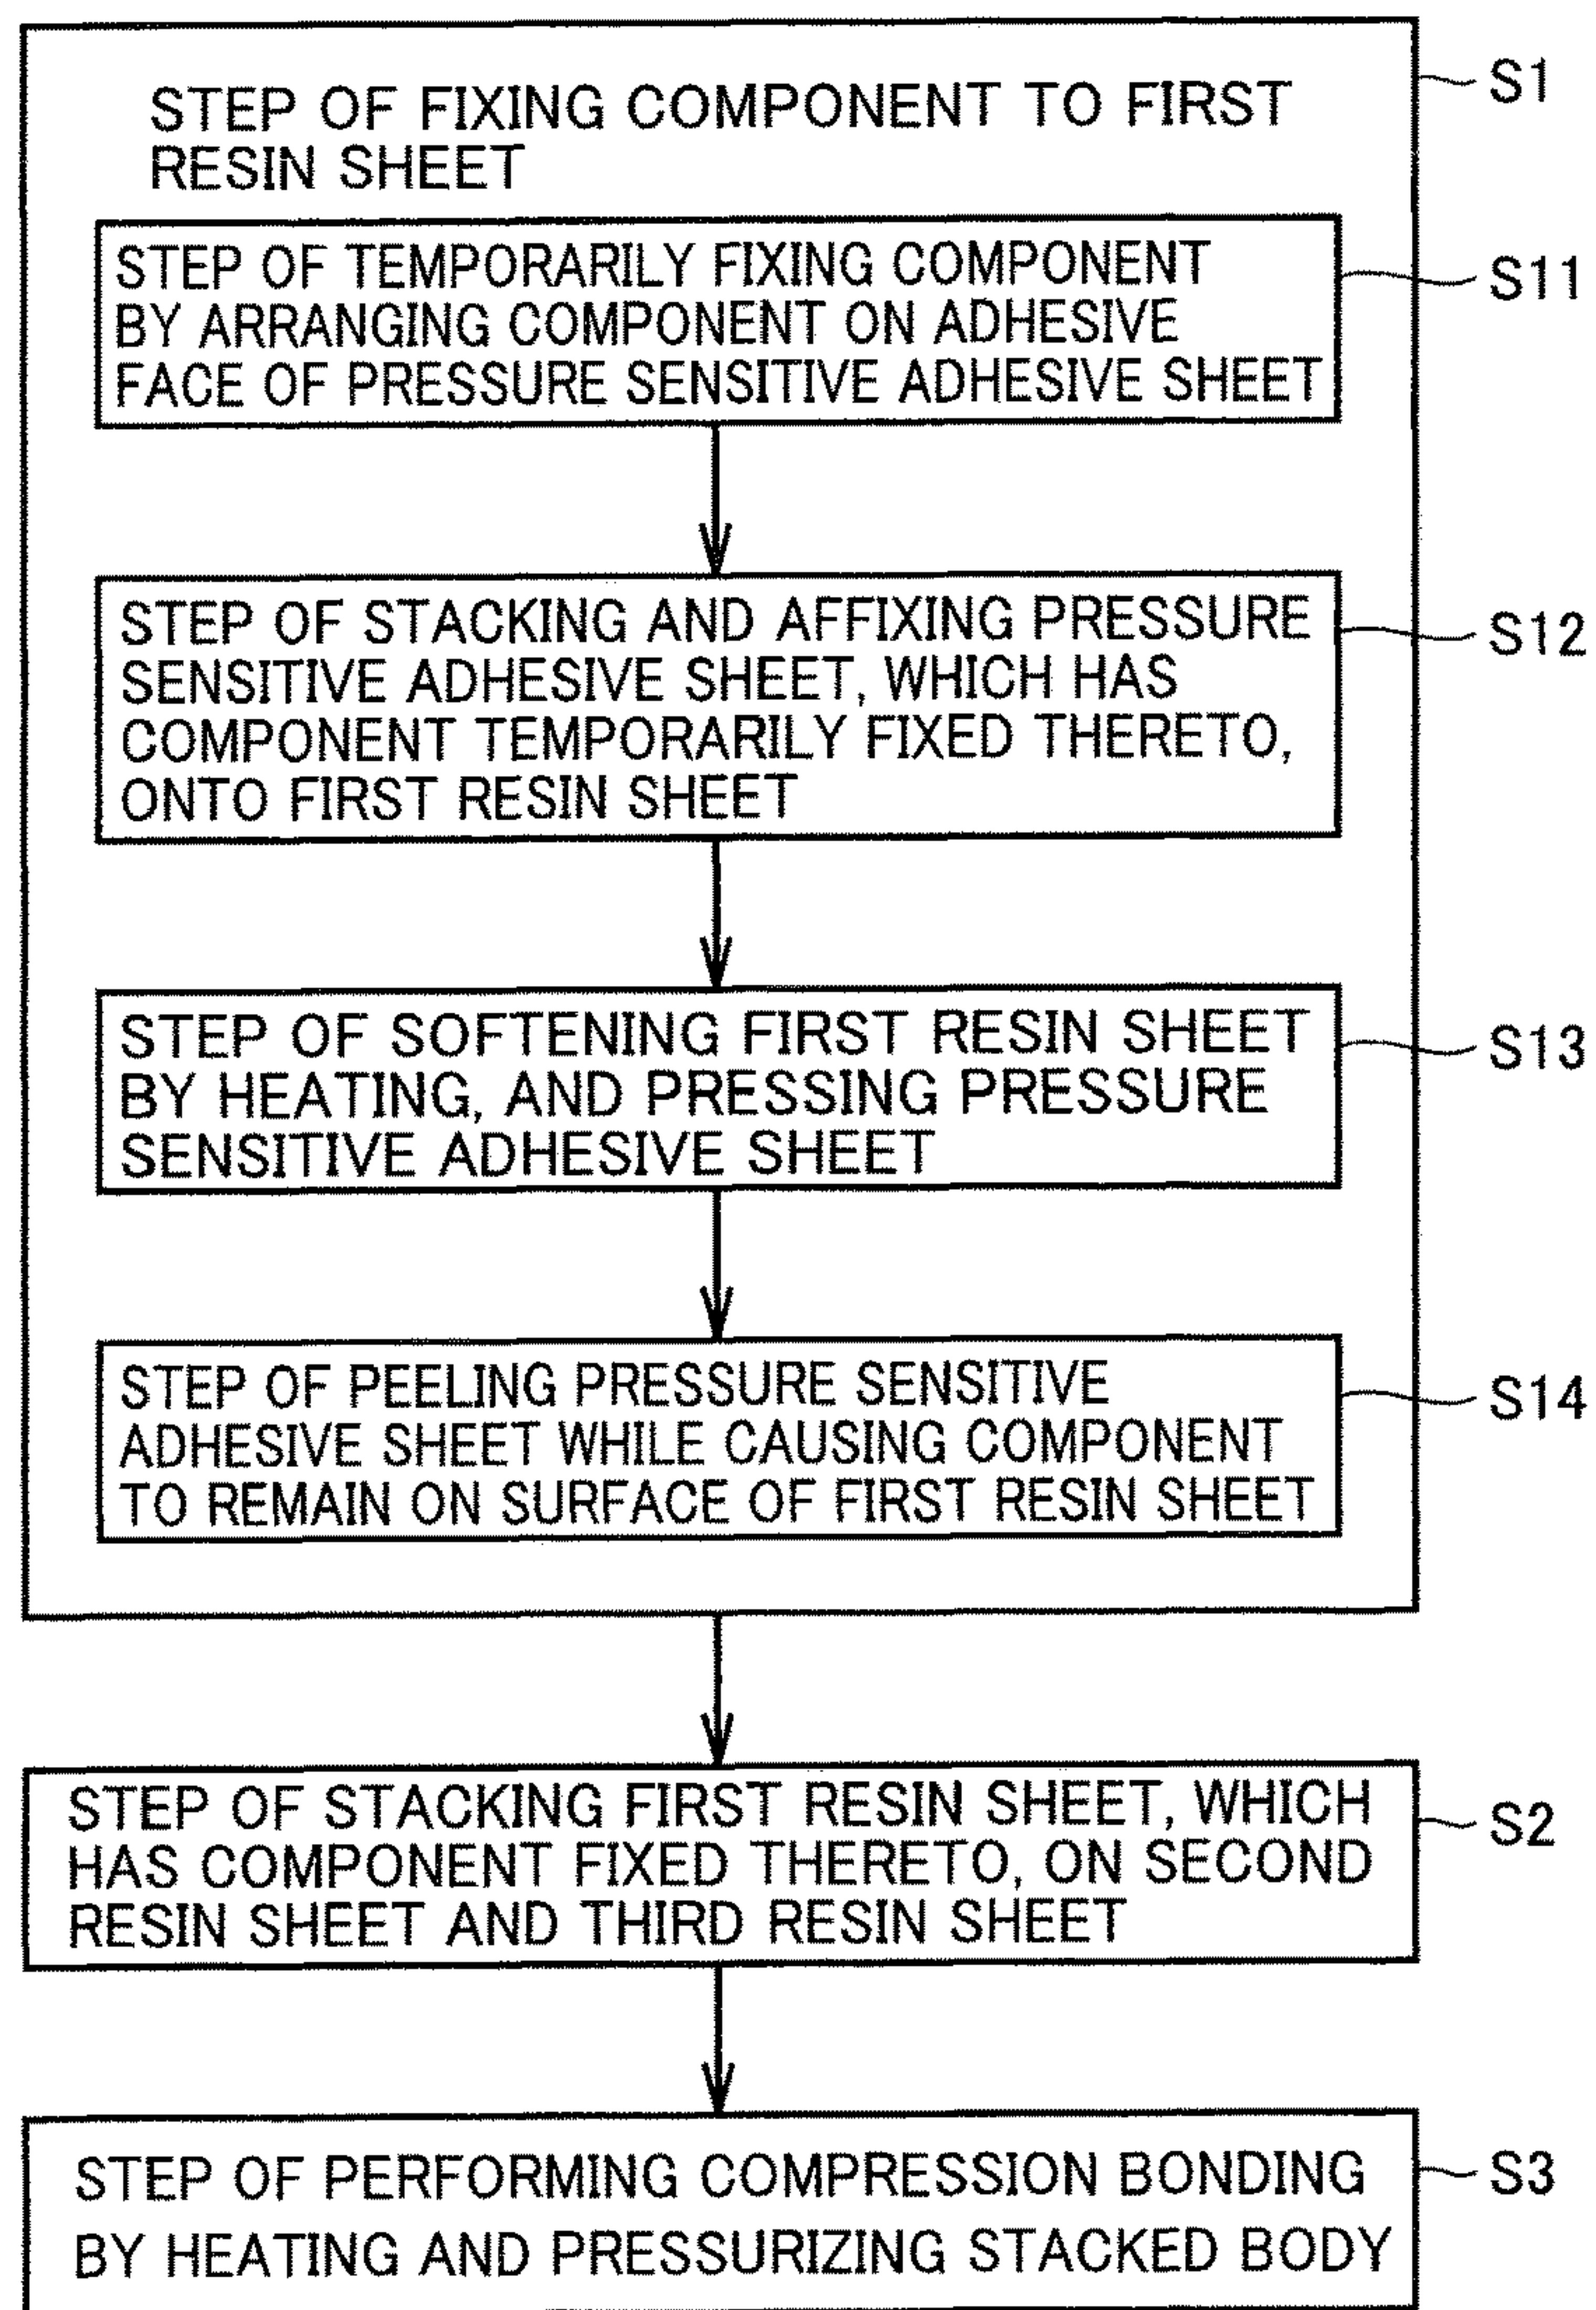 STEP OF FIXING COMPONENT TO FIRST
RESIN SHEET
S1
STEP OF TEMPORARILY FIXING COMPONENT
BY ARRANGING COMPONENT ON ADHESIVE
FACE OF PRESSURE SENSITIVE ADHESIVE SHEET
S11
STEP OF STACKING AND AFFIXING PRESSURE
SENSITIVE ADHESIVE SHEET, WHICH HAS
COMPONENT TEMPORARILY FIXED THERETO,
ONTO FIRST RESIN SHEET
S12
STEP OF SOFTENING FIRST RESIN SHEET
BY HEATING, AND PRESSING PRESSURE
SENSITIVE ADHESIVE SHEET
S13
STEP OF PEELING PRESSURE SENSITIVE
ADHESIVE SHEET WHILE CAUSING COMPONENT
TO REMAIN ON SURFACE OF FIRST RESIN SHEET
S14
STEP OF STACKING FIRST RESIN SHEET, WHICH
HAS COMPONENT FIXED THERETO, ON SECOND
RESIN SHEET AND THIRD RESIN SHEET
S2
STEP OF PERFORMING COMPRESSION BONDING
BY HEATING AND PRESSURIZING STACKED BODY
S3